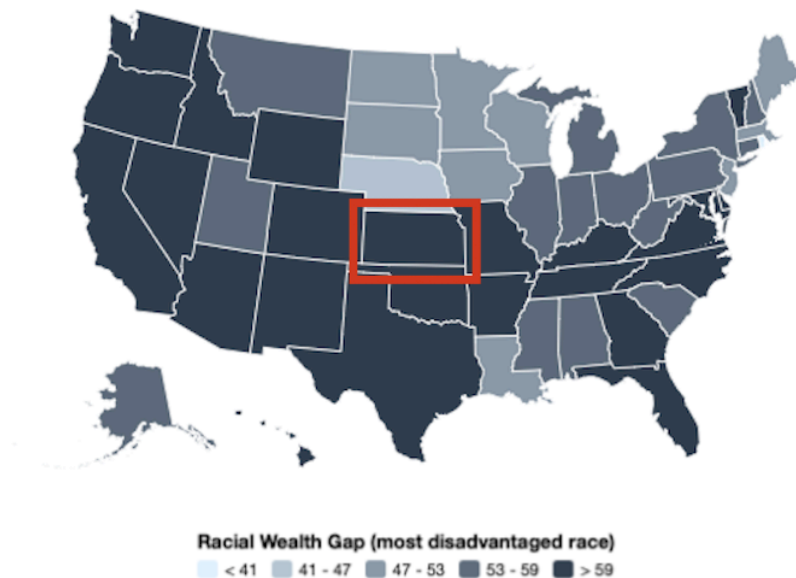 Racial Wealth Gap (most disadvantaged race)
< 41 41 - 47 47 - 53 53 - 59 > 59